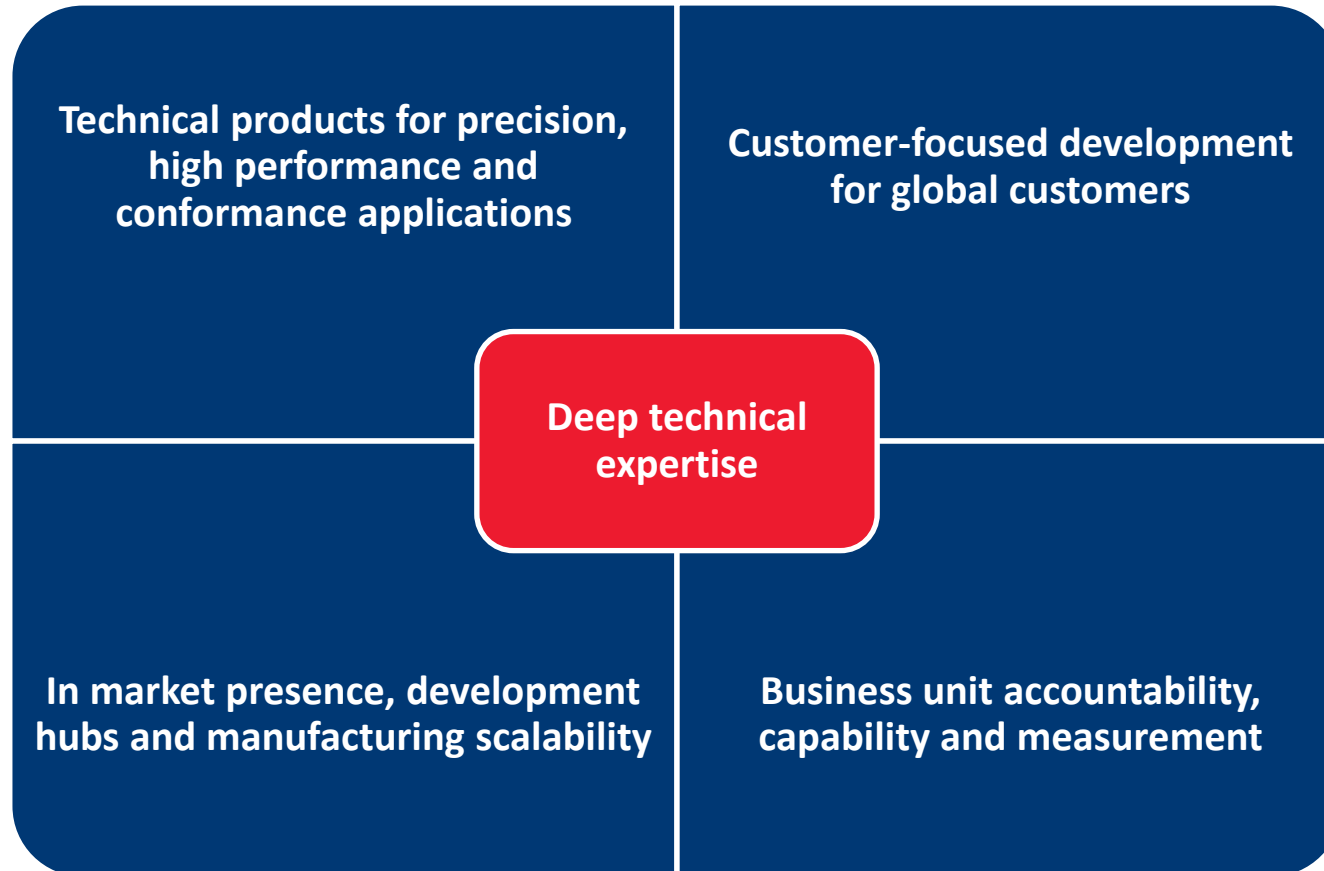 Technical products for precision,
high performance and
conformance applications
Customer-focused development
for global customers
Deep technical
expertise
In market presence, development
hubs and manufacturing scalability
Business unit accountability,
capability and measurement